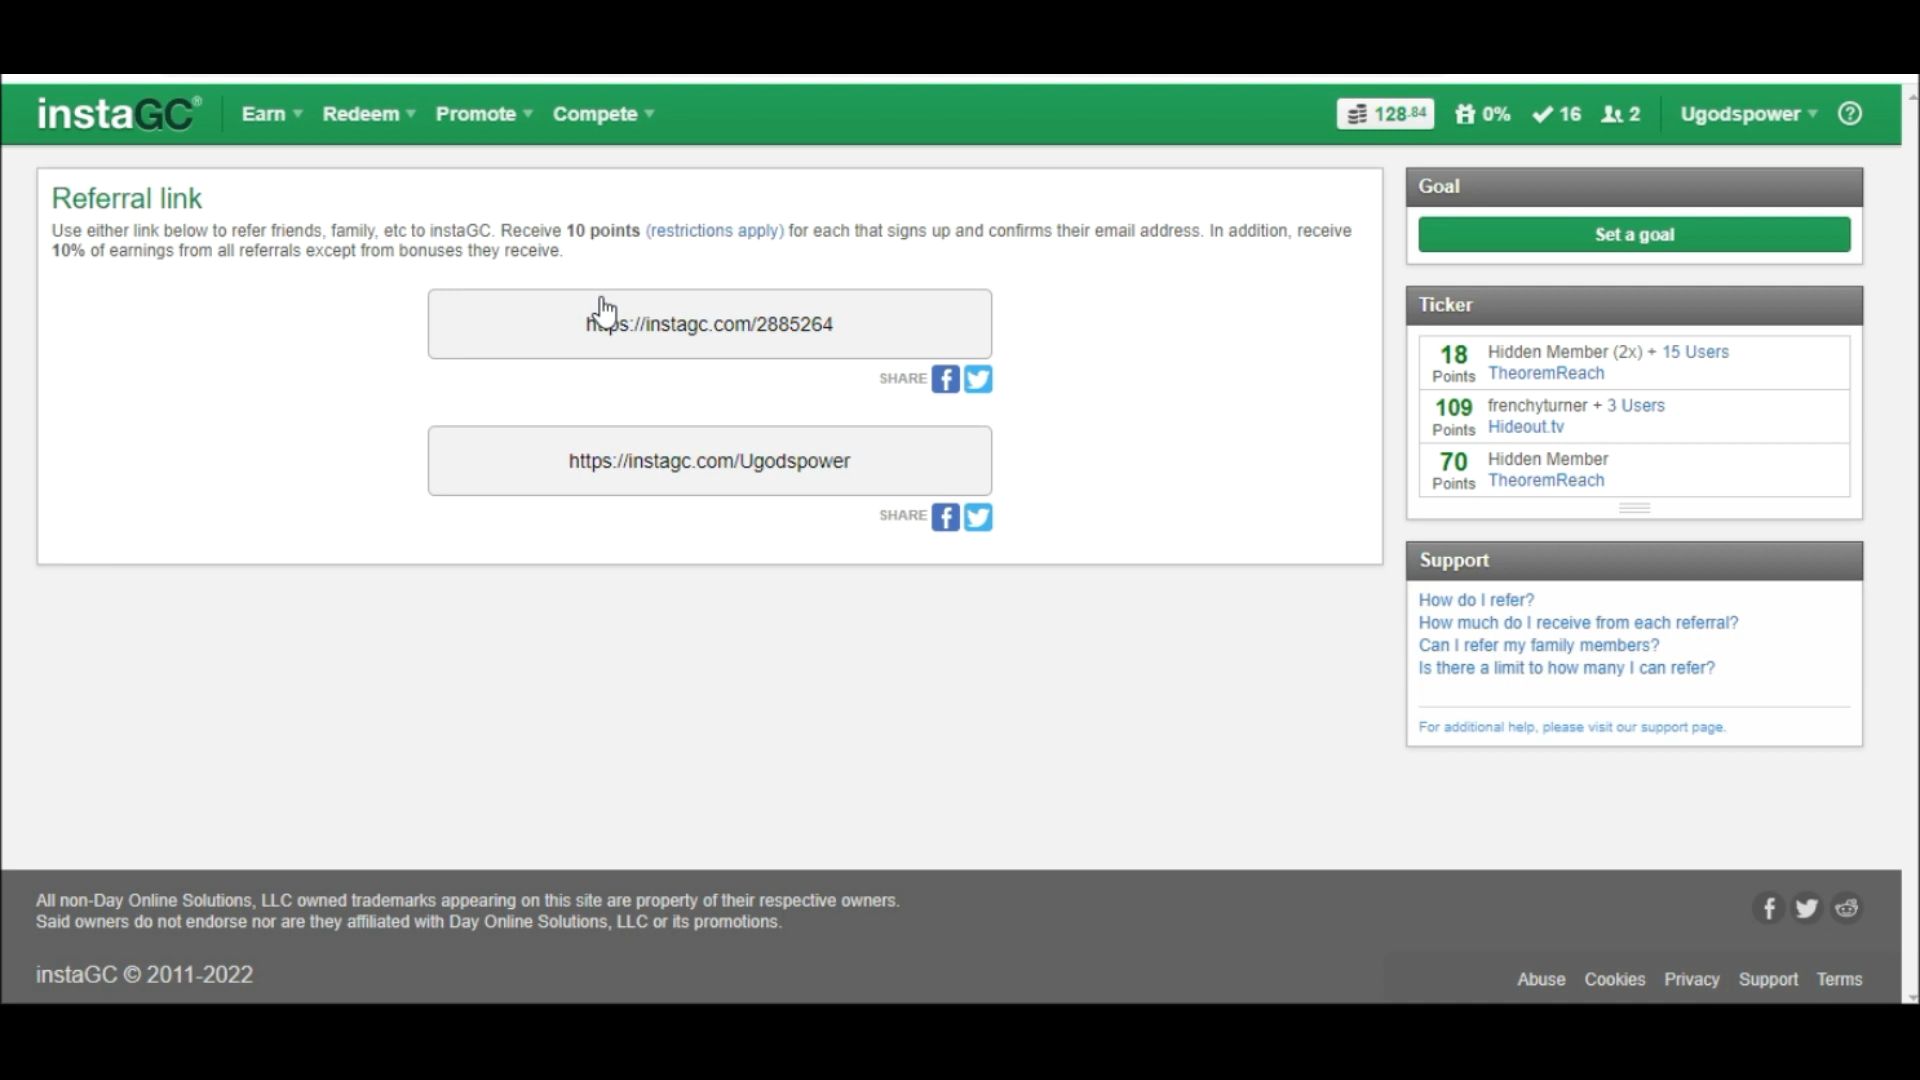 instaGC®
Earn
Redeem
Promote
Compete
128.84
0%
16
2
Ugodspower
?
Referral link
Use either link below to refer friends, family, etc to instaGC. Receive 10 points (restrictions apply) for each that signs up and confirms their email address. In addition, receive
10% of earnings from all referrals except from bonuses they receive.
https://instagc.com/2885264
SHARE
https://instagc.com/Ugodspower
SHARE
Goal
Set a goal
Ticker
18 Hidden Member (2x) + 15 Users
Points TheoremReach
109 frenchyturner + 3 Users
Points Hideout.tv
70 Hidden Member
Points TheoremReach
Support
How do I refer?
How much do I receive from each referral?
Can I refer my family members?
Is there a limit to how many I can refer?
For additional help, please visit our support page.
All non-Day Online Solutions, LLC owned trademarks appearing on this site are property of their respective owners.
Said owners do not endorse nor are they affiliated with Day Online Solutions, LLC or its promotions.
instaGC © 2011-2022
Abuse Cookies Privacy Support Terms